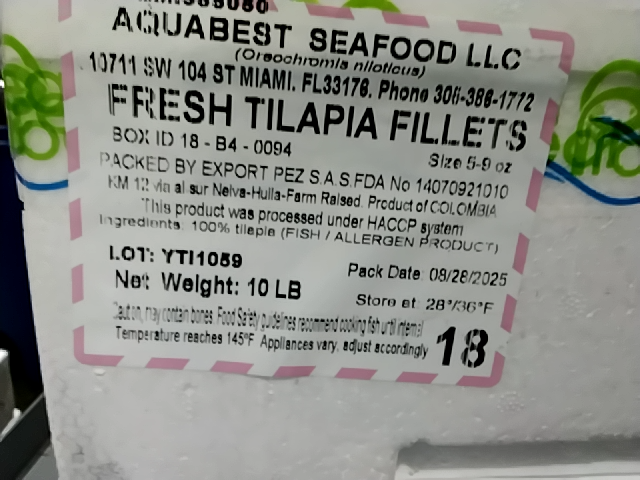 AQUABEST SEAFOOD LLC
(Oreochromis niloticus)
10711 SW 104 ST MIAMI. FL33176. Phone 306-386-1772
FRESH TILAPIA FILLETS
BOX ID 18 - B4 - 0094
Size 5-9 oz
PACKED BY EXPORT PEZ S.A.S.FDA No 14070921010
KM 12 via al sur Neiva-Huila-Farm Raised. Product of COLOMBIA
This product was processed under HACCP system
Ingredients: 100% tilapia (FISH / ALLERGEN PRODUCT)
LOT: YTI1059
Pack Date: 08/28/2025
Net Weight: 10 LB
Store at: 28°/36°F
Caution, may contain bones. Food Safety guidelines recommend cooking fish until internal
Temperature reaches 145°F. Appliances vary, adjust accordingly
18